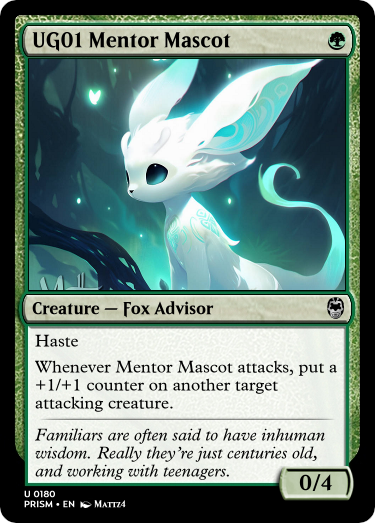 UG01 Mentor Mascot
Creature — Fox Advisor
Haste
Whenever Mentor Mascot attacks, put a
+1/+1 counter on another target
attacking creature.
Familiars are often said to have inhuman
wisdom. Really they're just centuries old,
and working with teenagers.
0/4
U 0180
PRISM • EN Mattz4